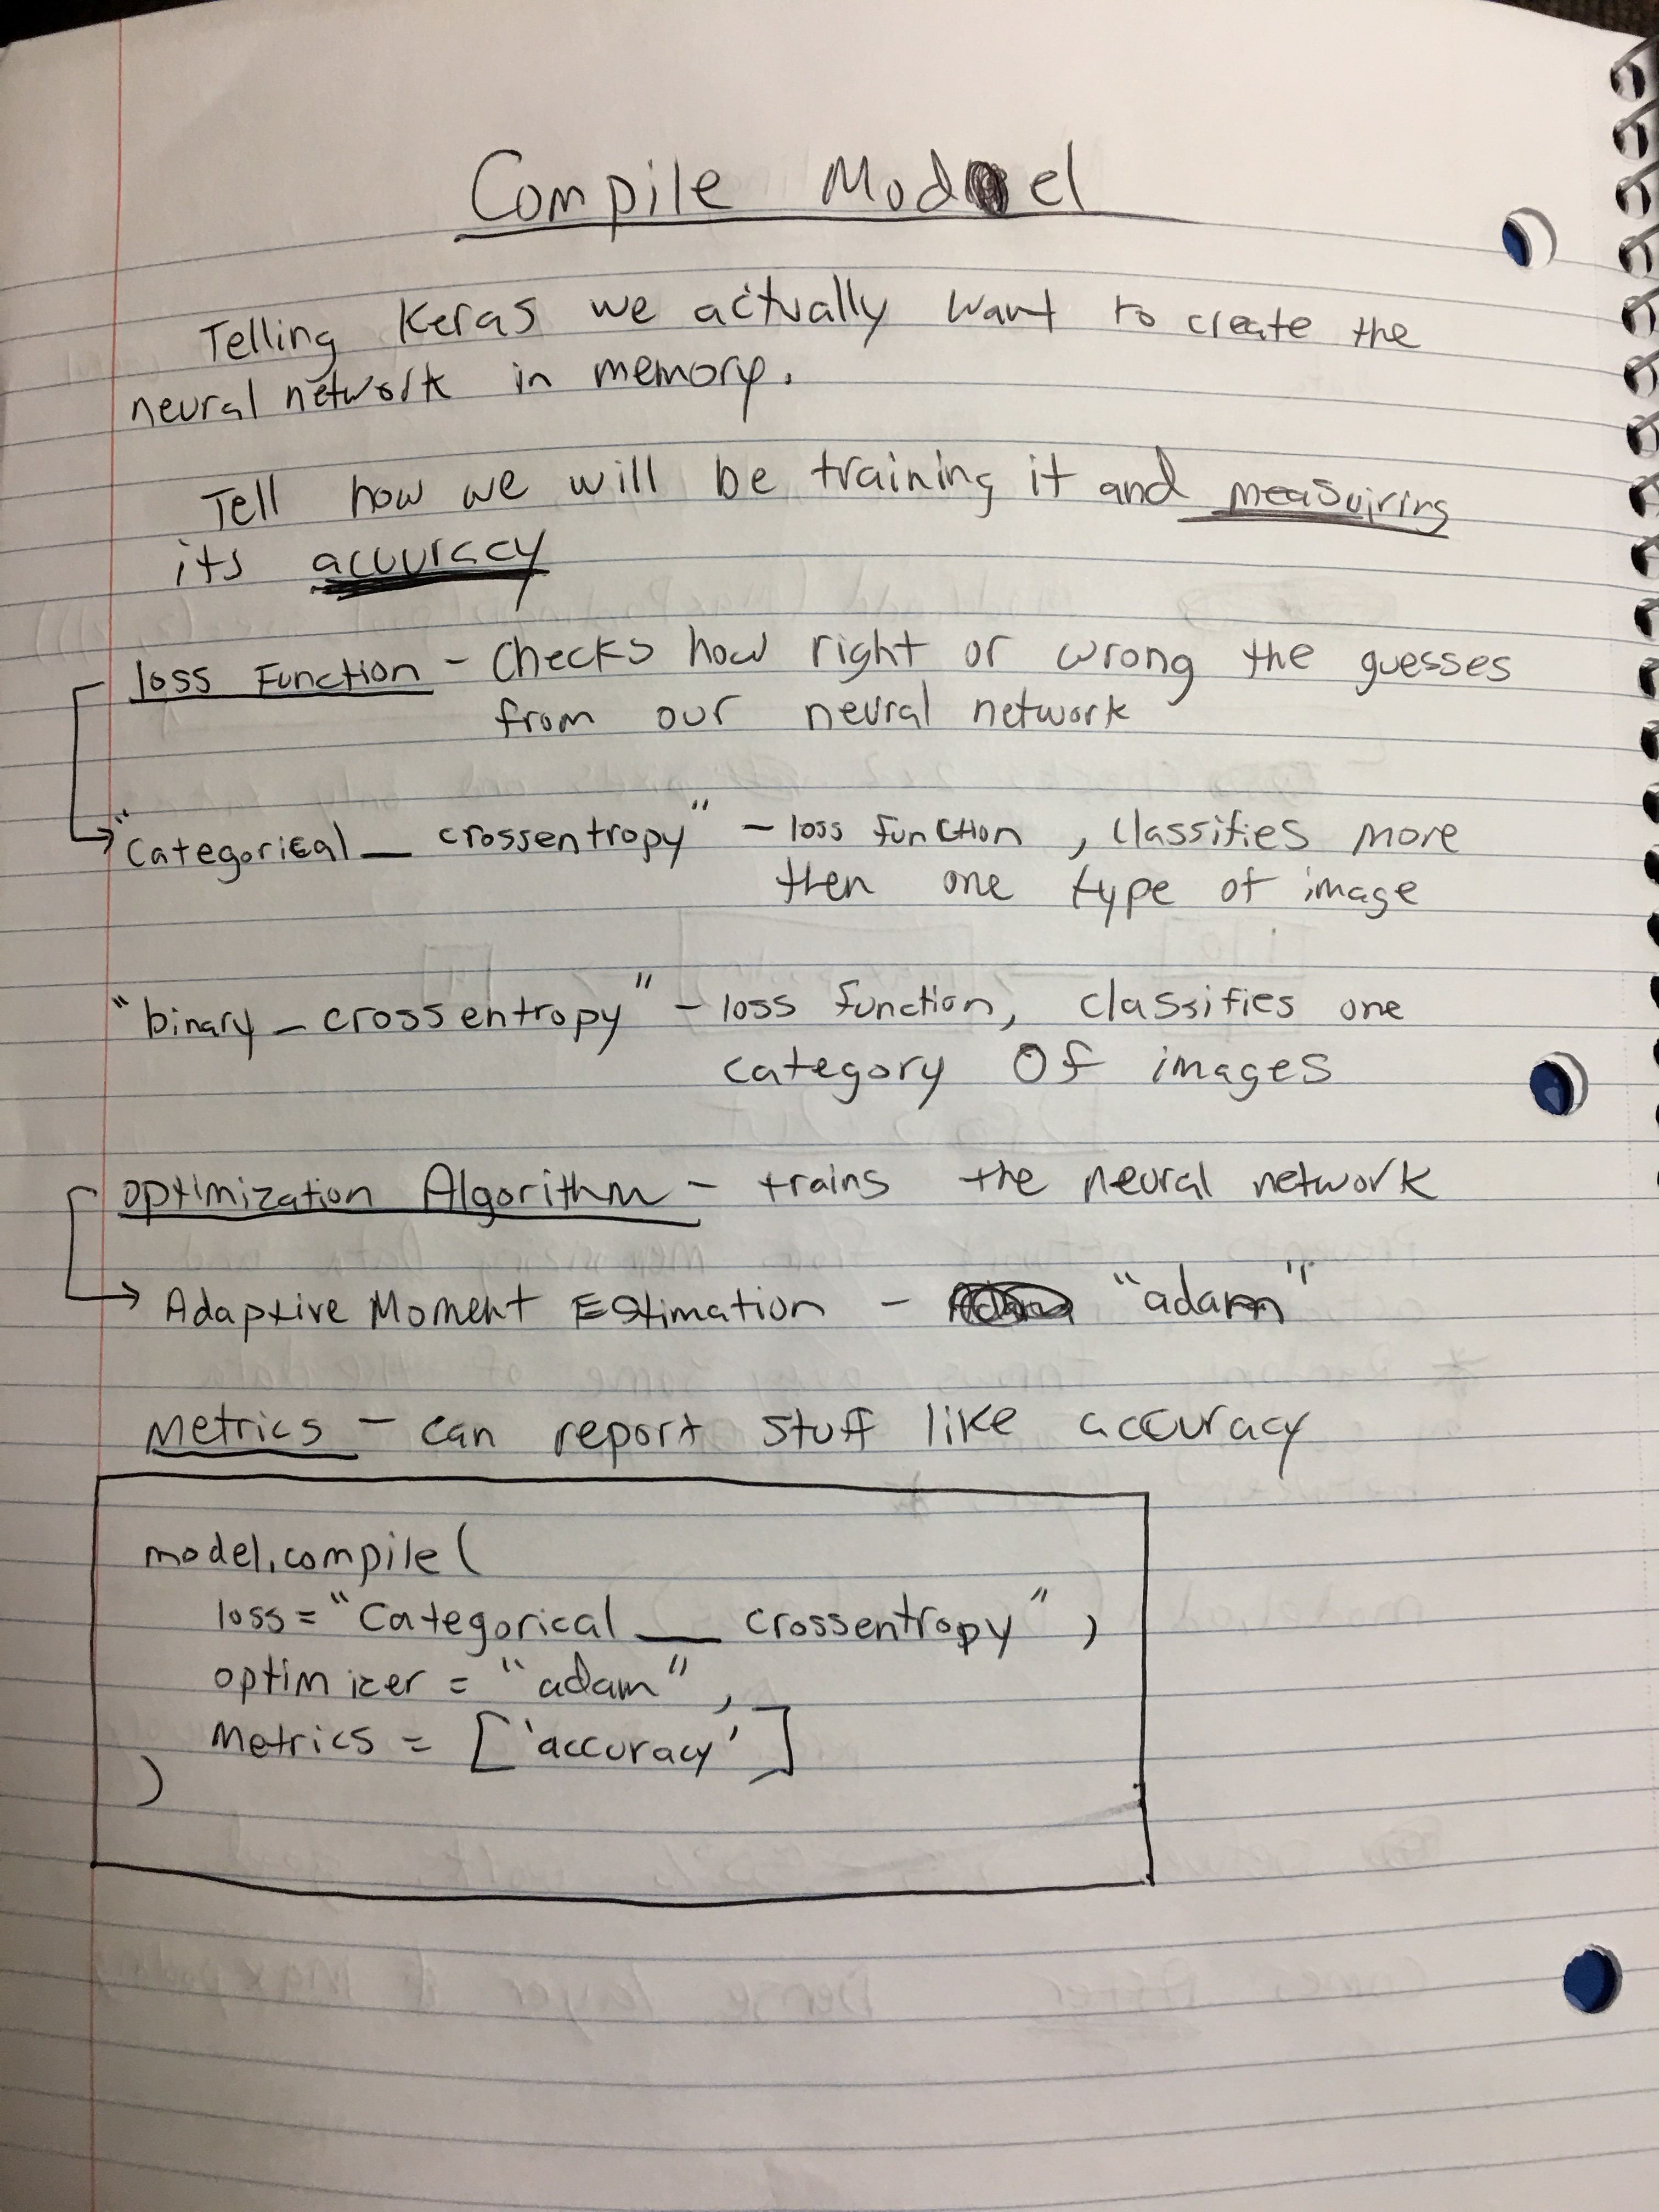 Compile Model
Telling Keras we actually want to create the
neural network in memory.
Tell how we will be training it and measuiring
its accuracy
loss Function - Checks how right or wrong the guesses
from our neural network
"Categorical_crossentropy" - loss function, classifies more
then one type of image
"binary_crossentropy" - loss function, classifies one
category of images
optimization Algorithm - trains the neural network
Adaptive Moment Estimation - "adam"
Metrics - can report stuff like accuracy
model.compile(
loss="Categorical_crossentropy",
optimizer = "adam",
Metrics = ['accuracy']
)